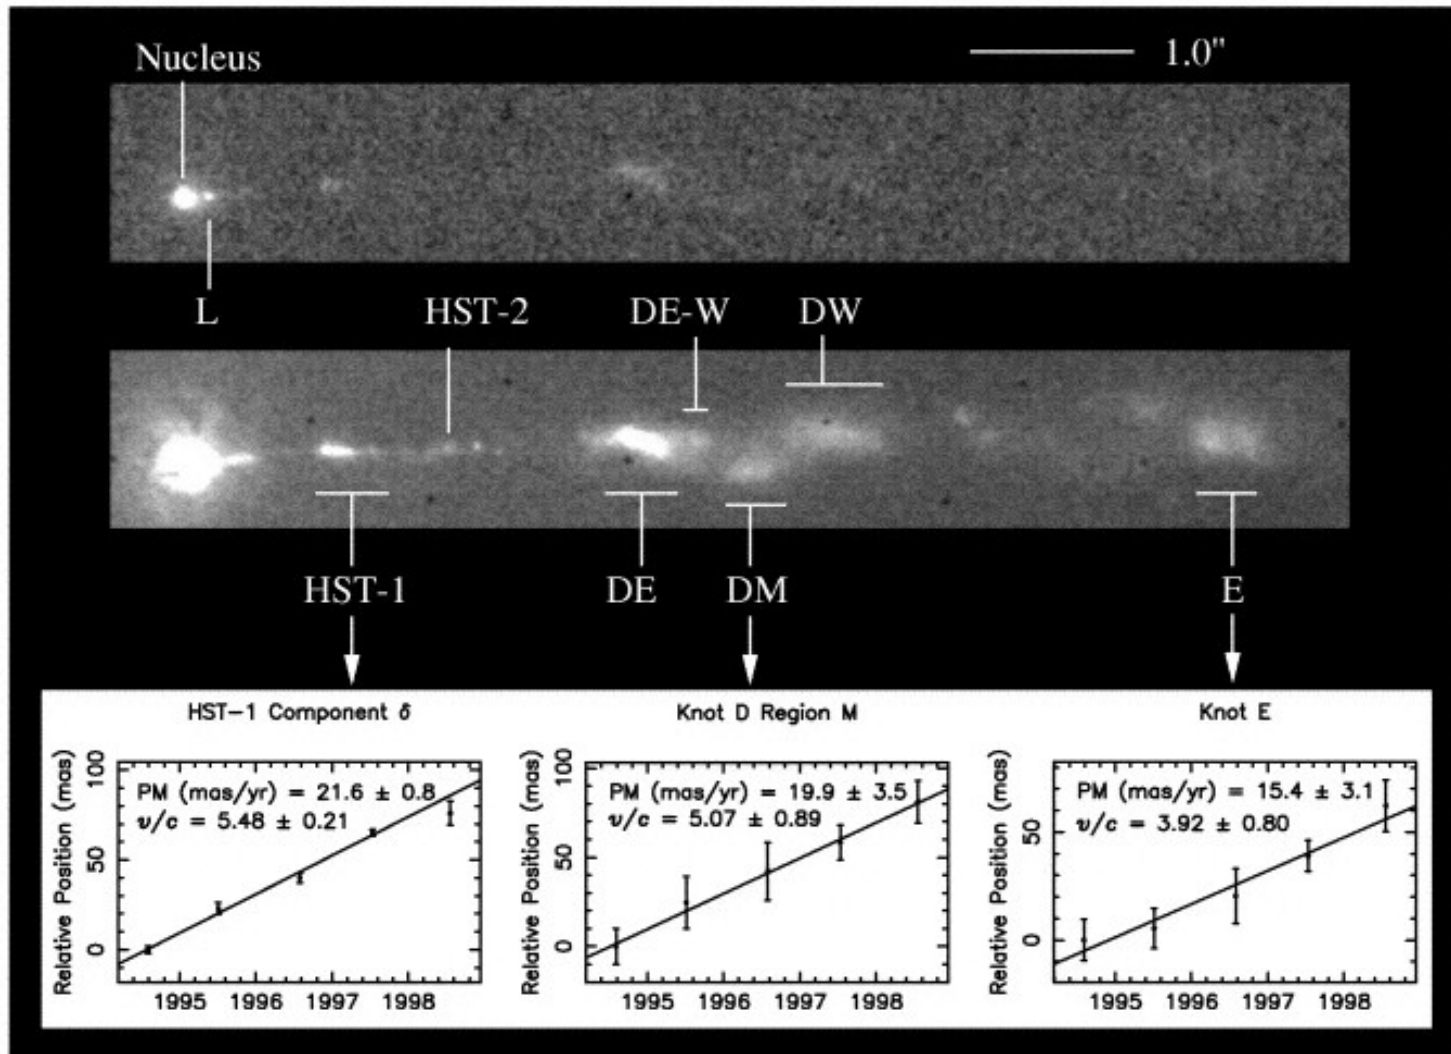 Nucleus
1.0"
L
HST-2
DE-W
DW
HST-1
DE
DM
E
HST-1 Component δ
Relative Position (mas)
100
50
0
PM (mas/yr) = 21.6 ± 0.8
v/c = 5.48 ± 0.21
1995 1996 1997 1998
Knot D Region M
Relative Position (mas)
100
50
0
PM (mas/yr) = 19.9 ± 3.5
v/c = 5.07 ± 0.89
1995 1996 1997 1998
Knot E
Relative Position (mas)
50
0
PM (mas/yr) = 15.4 ± 3.1
v/c = 3.92 ± 0.80
1995 1996 1997 1998